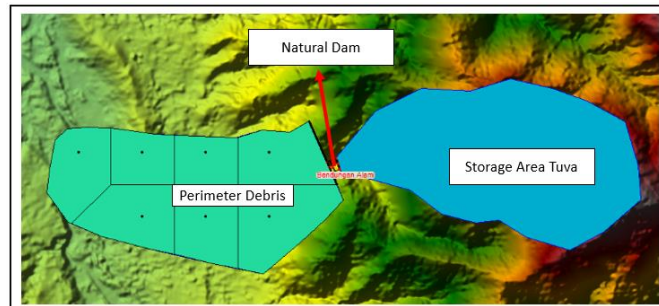 Natural Dam
Storage Area Tuva
Bendungan Alam
Perimeter Debris